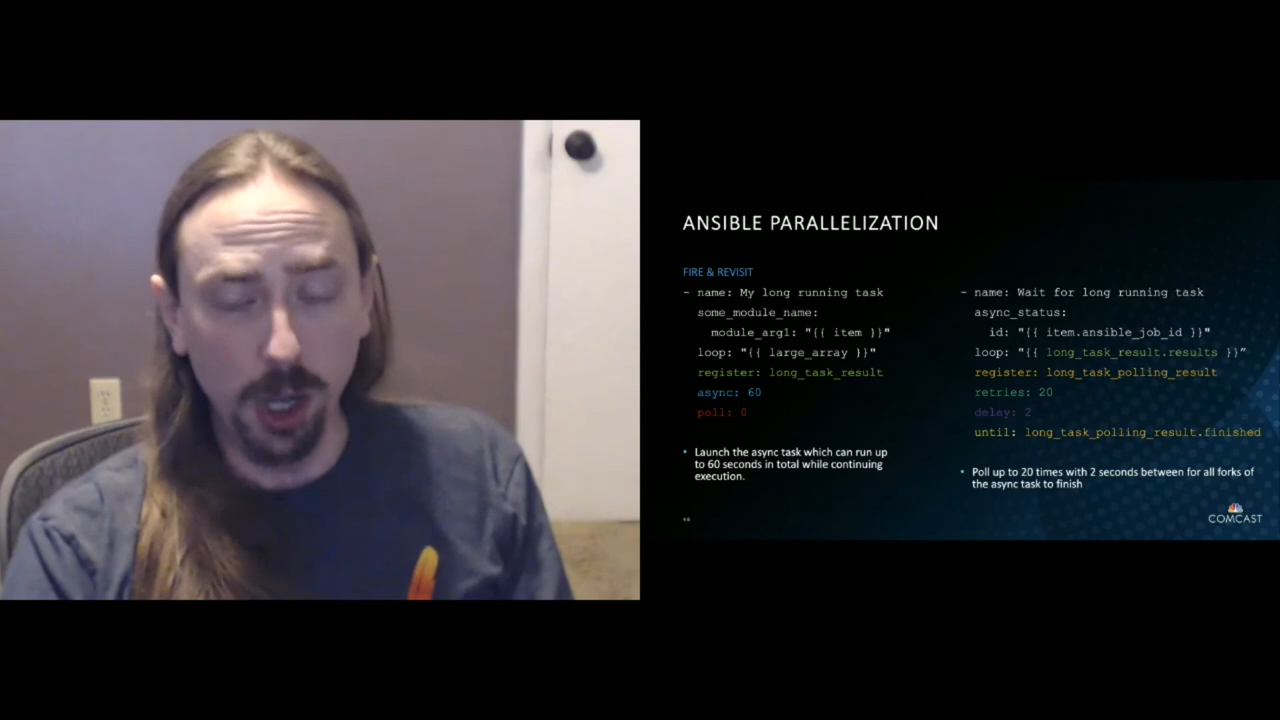 ANSIBLE PARALLELIZATION
FIRE & REVISIT
- name: My long running task
some_module_name:
module_arg1: "{{ item }}"
loop: "{{ large_array }}"
register: long_task_result
async: 60
poll: 0
• Launch the async task which can run up
to 60 seconds in total while continuing
execution.
- name: Wait for long running task
async_status:
id: "{{ item.ansible_job_id }}"
loop: "{{ long_task_result.results }}”
register: long_task_polling_result
retries: 20
delay: 2
until: long_task_polling_result.finished
• Poll up to 20 times with 2 seconds between for all forks of
the async task to finish
COMCAST